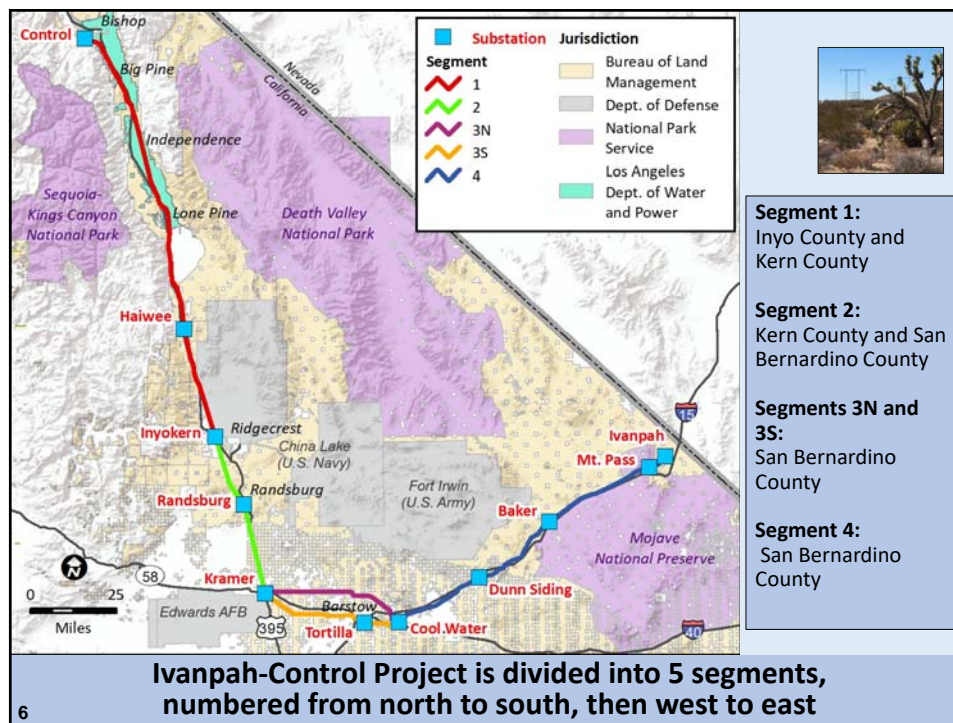 Bishop
Control
Big Pine
Independence
Lone Pine
Sequoia-
Kings Canyon
National Park
Death Valley
National Park
Nevada
California
Substation
Segment
1
2
3N
3S
4
Jurisdiction
Bureau of Land
Management
Dept. of Defense
National Park
Service
Los Angeles
Dept. of Water
and Power
Haiwee
Inyokern
Ridgecrest
China Lake
(U.S. Navy)
Randsburg
Randsburg
Fort Irwin
(U.S. Army)
15
Ivanpah
Mt. Pass
Baker
Mojave
National Preserve
Dunn Siding
N
58
0
25
Miles
Kramer
Edwards AFB
395
Barstow
Tortilla
Cool Water
40
Segment 1:
Inyo County and
Kern County
Segment 2:
Kern County and San
Bernardino County
Segments 3N and
3S:
San Bernardino
County
Segment 4:
San Bernardino
County
Ivanpah-Control Project is divided into 5 segments,
numbered from north to south, then west to east
6